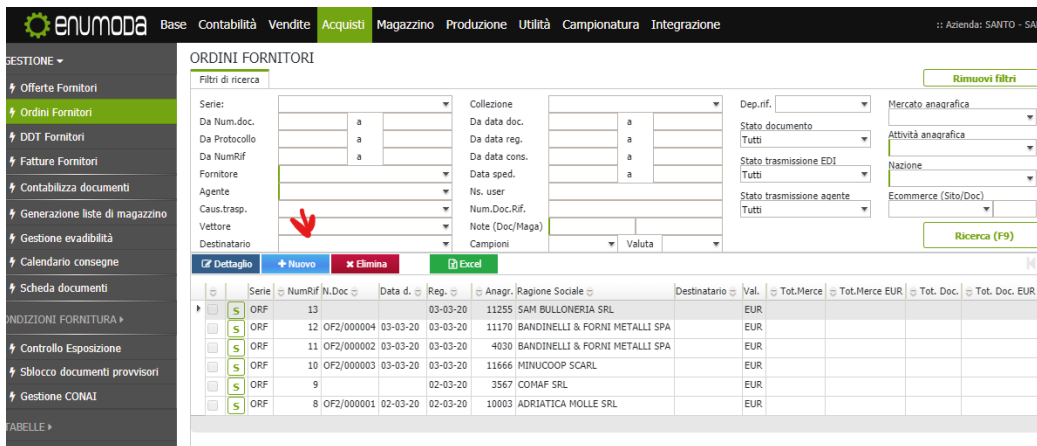 enumoda Base Contabilità Vendite Acquisti Magazzino Produzione Utilità Campionatura Integrazione :: Azienda: SANTO - SA
GESTIONE
Offerte Fornitori
Ordini Fornitori
DDT Fornitori
Fatture Fornitori
Contabilizza documenti
Generazione liste di magazzino
Gestione evadibilità
Calendario consegne
Scheda documenti
ONDIZIONI FORNITURA
Controllo Esposizione
Sblocco documenti provvisori
Gestione CONAI
TABELLE
ORDINI FORNITORI
Filtri di ricerca
Rimuovi filtri
Serie: Collezione Dep.rif. Mercato anagrafica
Da Num.doc. a Da data doc. a Stato documento
Da Protocollo a Da data reg. a Tutti Attività anagrafica
Da NumRif a Da data cons. a Stato trasmissione EDI
Fornitore Data sped. a Tutti Nazione
Agente Ns. user Stato trasmissione agente Ecommerce (Sito/Doc)
Caus.trasp. Num.Doc.Rif. Tutti
Vettore Note (Doc/Maga)
Destinatario Campioni Valuta Ricerca (F9)
Dettaglio Nuovo Elimina Excel
Serie NumRif N.Doc Data d. Reg. Anagr. Ragione Sociale Destinatario Val. Tot.Merce Tot.Merce EUR Tot. Doc. Tot. Doc. EUR
S ORF 13 03-03-20 11255 SAM BULLONERIA SRL EUR
S ORF 12 OF2/000004 03-03-20 03-03-20 11170 BANDINELLI & FORNI METALLI SPA EUR
S ORF 11 OF2/000002 03-03-20 03-03-20 4030 BANDINELLI & FORNI METALLI SPA EUR
S ORF 10 OF2/000003 03-03-20 03-03-20 11666 MINUCOOP SCARL EUR
S ORF 9 02-03-20 3567 COMAF SRL EUR
S ORF 8 OF2/000001 02-03-20 02-03-20 10003 ADRIATICA MOLLE SRL EUR